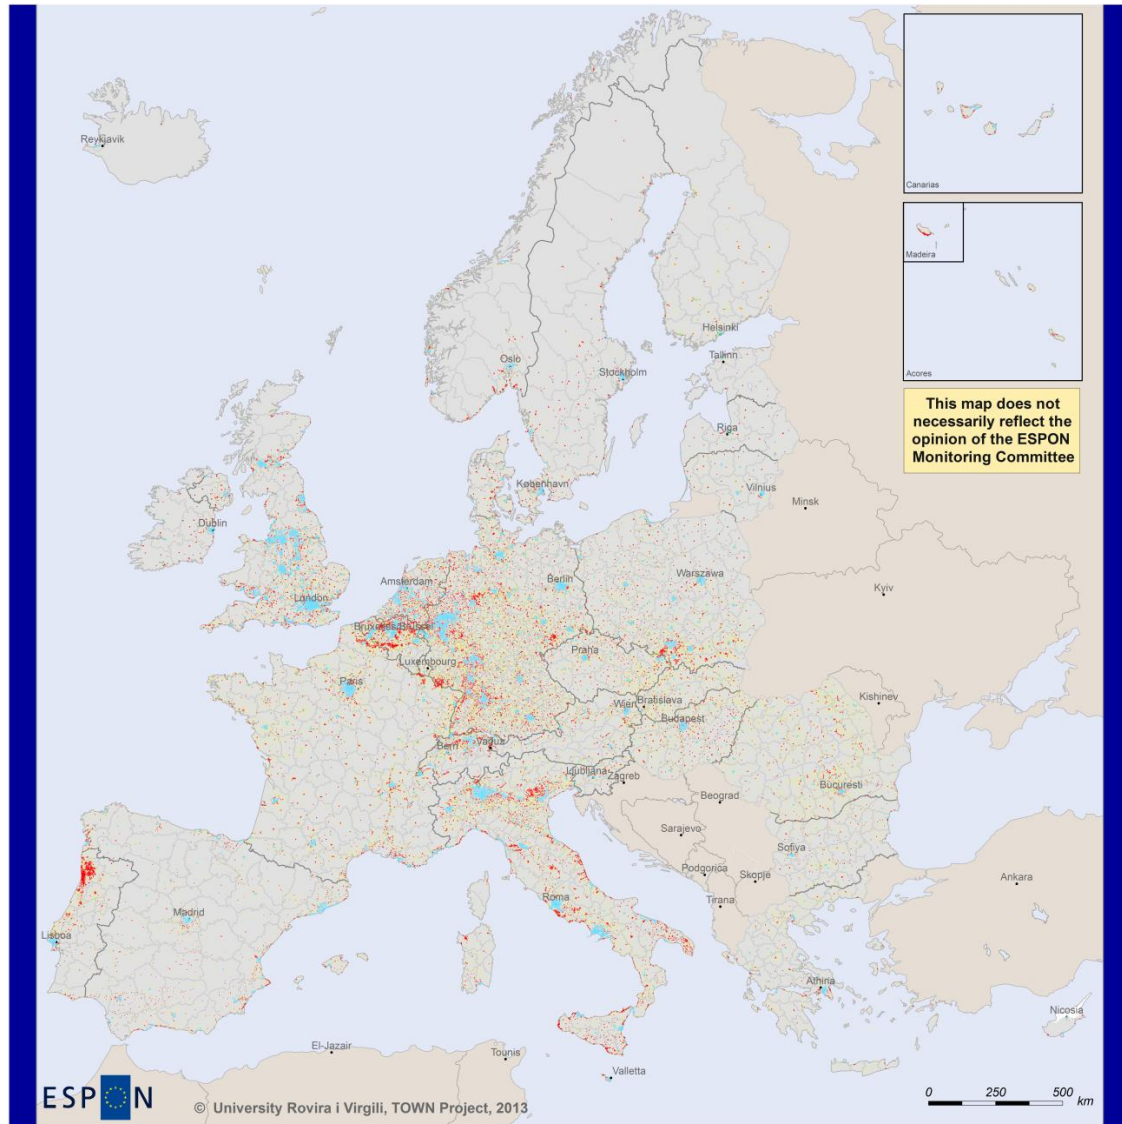 Canarias
Reykjavik
Madeira
Acores
Helsinki
Oslo
Tallinn
Stockholm
This map does not
necessarily reflect the
opinion of the ESPON
Monitoring Committee
Riga
København
Vilnius
Minsk
Dublin
Amsterdam
Berlin
Warszawa
Kyiv
London
Luxembourg
Praha
Paris
Kishinev
Wien
Bratislava
Budapest
Bern
Vaduz
Ljubljana
Zagreb
Bucuresti
Beograd
Sarajevo
Sofiya
Podgorica
Skopje
Ankara
Tirana
Roma
Madrid
Lisboa
Athina
Nicosia
El-Jazair
Tounis
Valletta
ESPON
© University Rovira i Virgili, TOWN Project, 2013
0 250 500
km